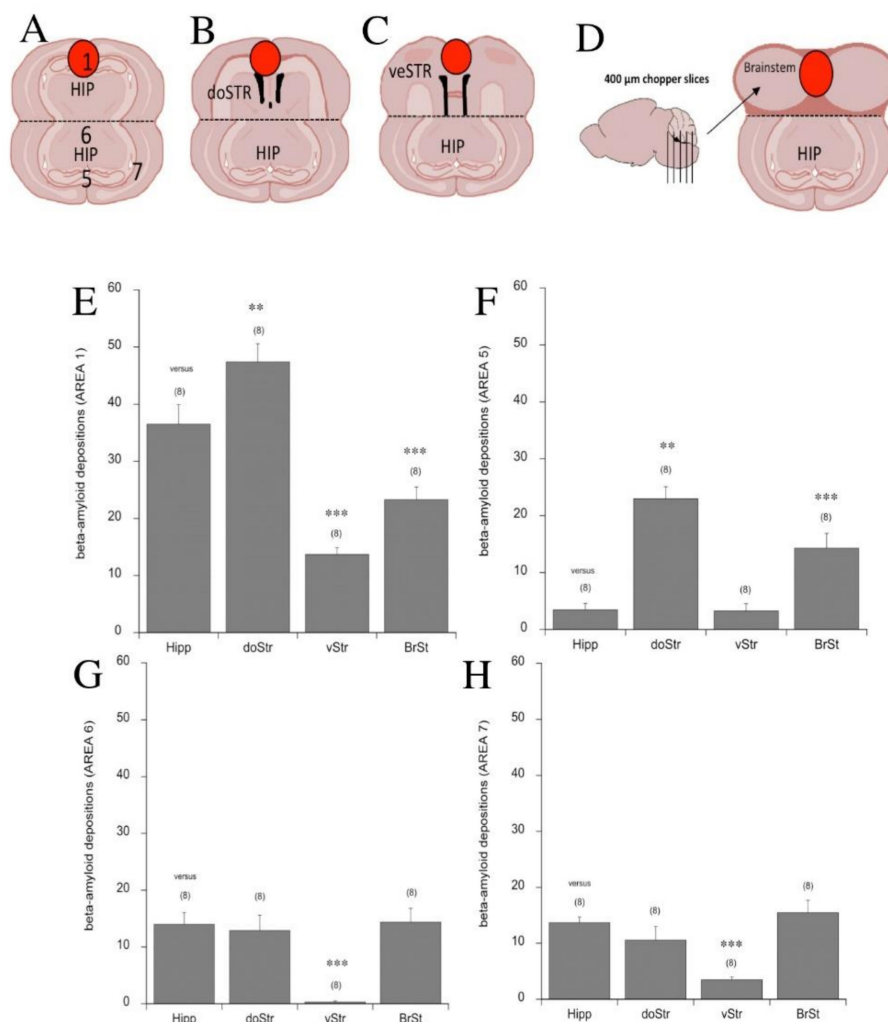 A
1
HIP
6
HIP
5
7
B
doSTR
HIP
C
veSTR
HIP
D
400 µm chopper slices
Brainstem
HIP
E
beta-amyloid depositions (AREA 1)
60
50
40
30
20
10
0
versus
(8)
**
(8)
***
(8)
***
(8)
Hipp doStr vStr BrSt
F
beta-amyloid depositions (AREA 5)
60
50
40
30
20
10
0
versus
(8)
**
(8)
(8)
***
(8)
Hipp doStr vStr BrSt
G
beta-amyloid depositions (AREA 6)
60
50
40
30
20
10
0
versus
(8)
(8)
***
(8)
(8)
Hipp doStr vStr BrSt
H
beta-amyloid depositions (AREA 7)
60
50
40
30
20
10
0
versus
(8)
(8)
***
(8)
(8)
Hipp doStr vStr BrSt